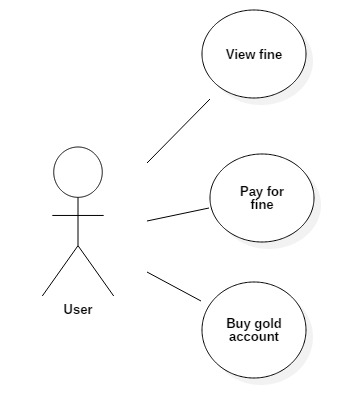 View fine
Pay for
fine
User
Buy gold
account